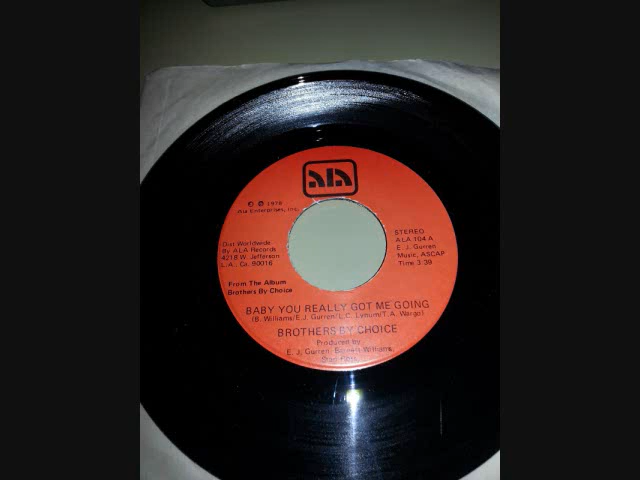 ALA
© ℗ 1978
Ala Enterprises, Inc.
Dist Worldwide
By ALA Records
4218 W. Jefferson
L.A., Ca. 90016
From The Album
Brothers By Choice
STEREO
ALA 104 A
E. J. Gurren
Music, ASCAP
Time 3:39
BABY YOU REALLY GOT ME GOING
(B. Williams/E.J. Gurren/L.C. Lynum/T.A. Wargo)
BROTHERS BY CHOICE
Produced by
E. J. Gurren, Barrett Williams,